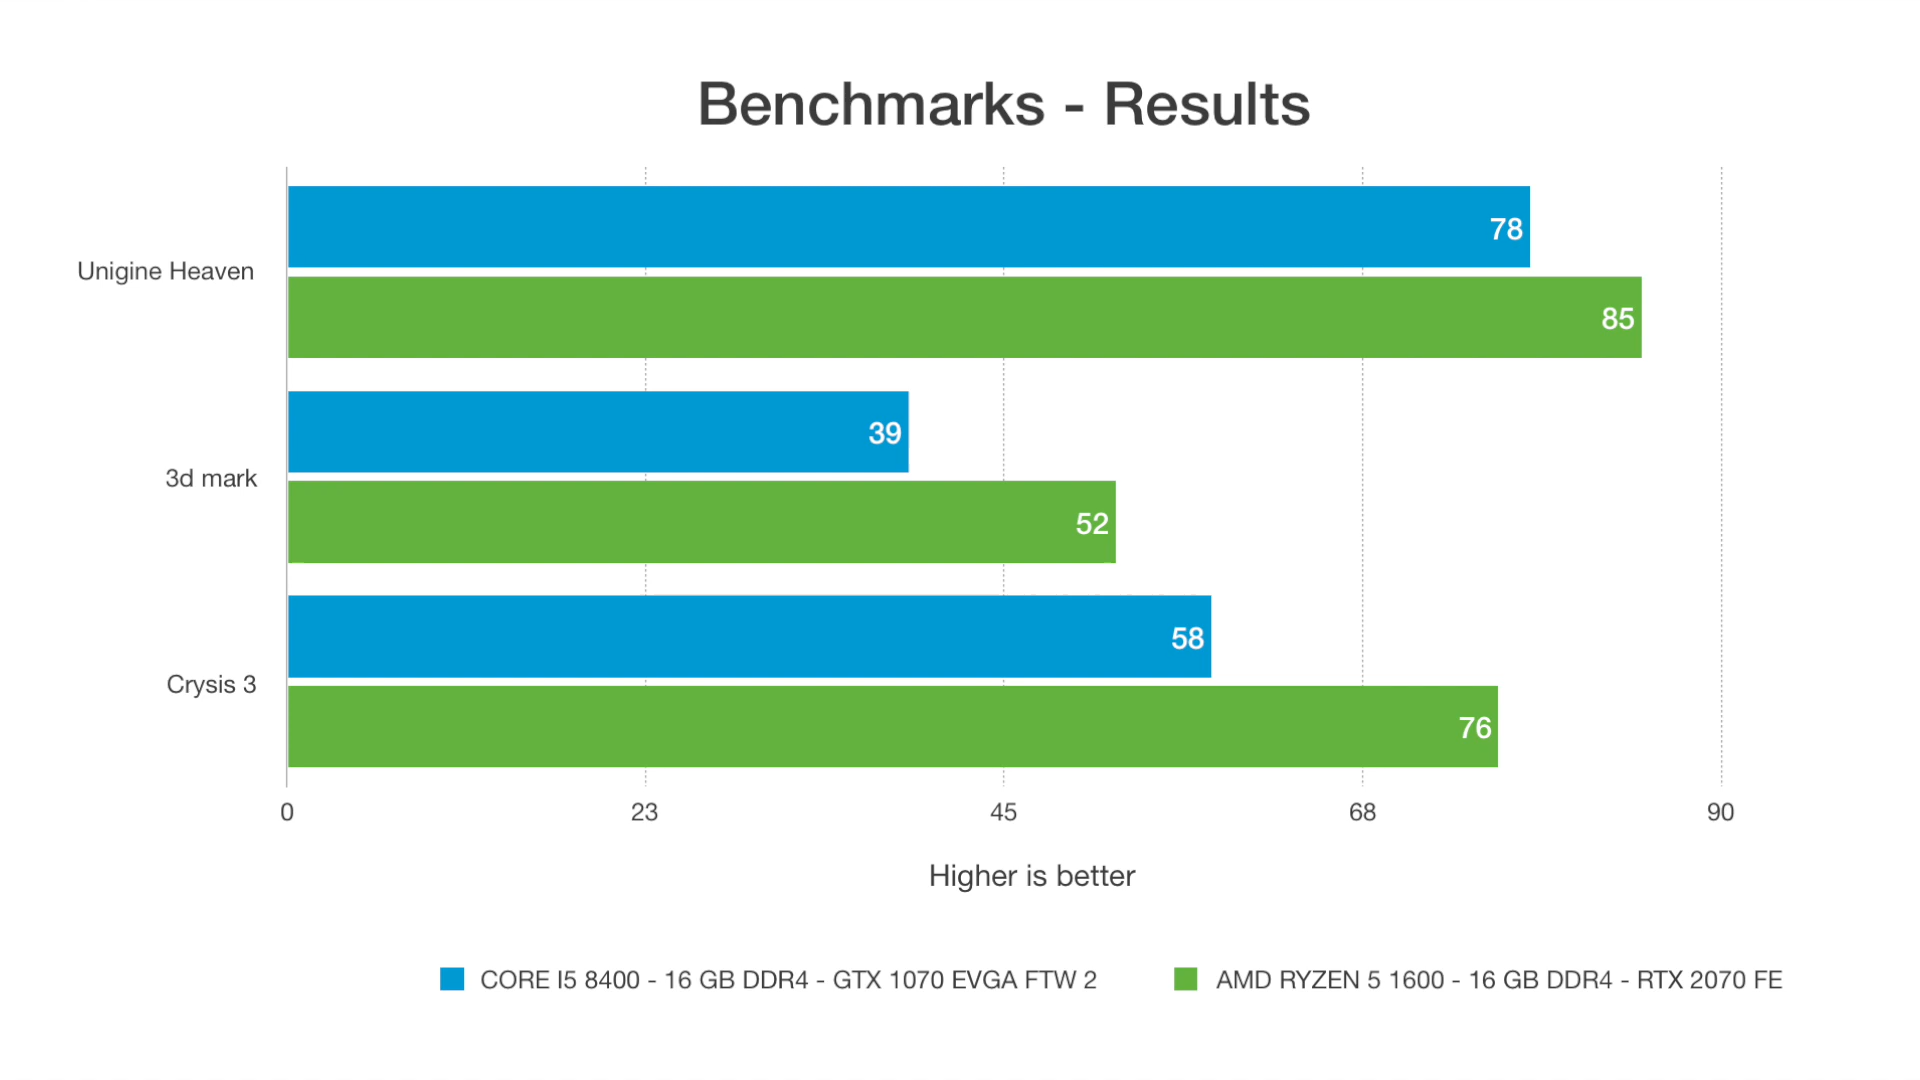 Benchmarks - Results
Unigine Heaven
78
85
3d mark
39
52
Crysis 3
58
76
0 23 45 68 90
Higher is better
CORE I5 8400 - 16 GB DDR4 - GTX 1070 EVGA FTW 2
AMD RYZEN 5 1600 - 16 GB DDR4 - RTX 2070 FE